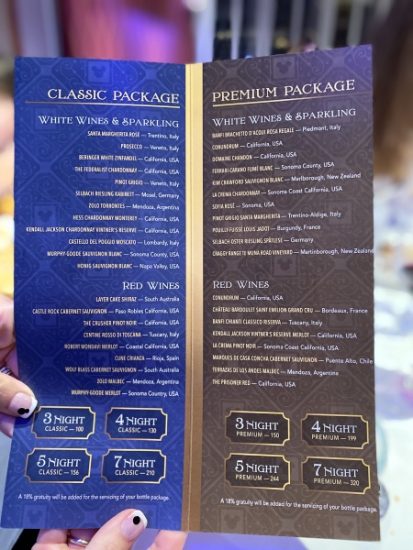 CLASSIC PACKAGE
WHITE WINES & SPARKLING
SANTA MARGHERITA ROSÉ — Trentino, Italy
PROSECCO — Veneto, Italy
BERINGER WHITE ZINFANDEL — California, USA
THE FEDERALIST CHARDONNAY — California, USA
PINOT GRIGIO — Veneto, Italy
SELBACH RIESLING KABINETT — Mosel, Germany
ZOLO TORRONTES — Mendoza, Argentina
HESS CHARDONNAY MONTEREY — California, USA
KENDALL JACKSON CHARDONNAY VINTNER'S RESERVE — California, USA
CASTELLO DEL POGGIO MOSCATO — Lombardy, Italy
MURPHY-GOODE SAUVIGNON BLANC — Sonoma County, USA
HONIG SAUVIGNON BLANC — Napa Valley, USA
RED WINES
LAYER CAKE SHIRAZ — South Australia
CASTLE ROCK CABERNET SAUVIGNON — Paso Robles California, USA
THE CRUSHER PINOT NOIR — California, USA
CENTINE ROSSO DI TOSCANA — Tuscany, Italy
ROBERT MONDAVI MERLOT — Coastal California, USA
CUNE CRIANZA — Rioja, Spain
WOLF BLASS CABERNET SAUVIGNON — South Australia
ZOLO MALBEC — Mendoza, Argentina
MURPHY-GOODE MERLOT — Sonoma Country, USA
3 NIGHT
CLASSIC — 100
4 NIGHT
CLASSIC — 130
5 NIGHT
CLASSIC — 156
7 NIGHT
CLASSIC — 210
A 18% gratuity will be added for the servicing of your bottle package.
PREMIUM PACKAGE
WHITE WINES & SPARKLING
BANFI BRACHETTO D'ACQUI ROSA REGALE — Piedmont, Italy
CONUNDRUM — California, USA
DOMAINE CHANDON — California, USA
FERRARI-CARANO FUMÉ BLANC — Sonoma County, USA
KIM CRAWFORD SAUVIGNON BLANC — Marlborough, New Zealand
LA CREMA CHARDONNAY — Sonoma Coast California, USA
SOFIA ROSÉ — Sonoma, USA
PINOT GRIGIO SANTA MARGHERITA — Trentino-Aldige, Italy
POUILLY-FUISSÉ LOUIS JADOT — Burgundy, France
SELBACH OSTER RIESLING SPÄTLESE — Germany
CRAGGY RANGE TE MUNA ROAD VINEYARD — Martinborough, New Zealand
RED WINES
CONUNDRUM — California, USA
CHÂTEAU BARDOULET SAINT EMILION GRAND CRU — Bordeaux, France
BANFI CHIANTI CLASSICO RISERVA — Tuscany, Italy
KENDALL-JACKSON VINTNER'S RESERVE MERLOT — California, USA
LA CREMA PINOT NOIR — Sonoma Coast California, USA
MARQUES DE CASA CONCHA CABERNET SAUVIGNON — Puente Alto, Chile
TERRAZAS DE LOS ANDES MALBEC — Mendoza, Argentina
THE PRISONER RED — California, USA
3 NIGHT
PREMIUM — 150
4 NIGHT
PREMIUM — 199
5 NIGHT
PREMIUM — 244
7 NIGHT
PREMIUM — 320
A 18% gratuity will be added for the servicing of your bottle package.